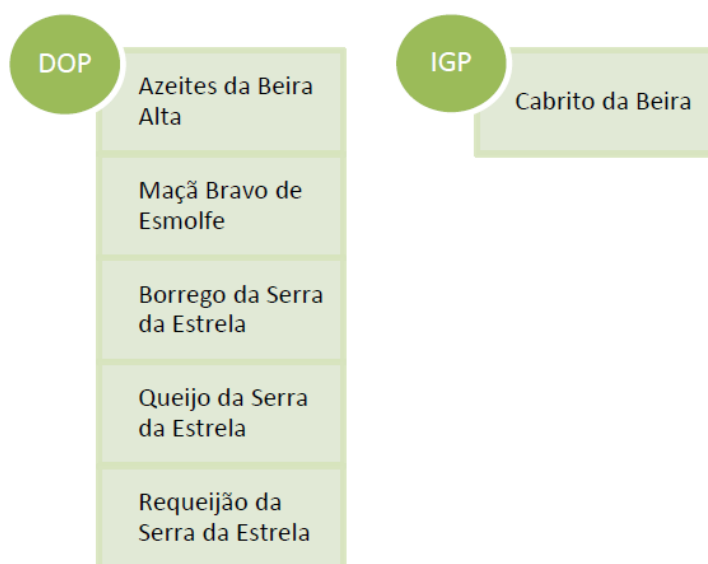 DOP
Azeites da Beira
Alta
Maçã Bravo de
Esmolfe
Borrego da Serra
da Estrela
Queijo da Serra
da Estrela
Requeijão da
Serra da Estrela
IGP
Cabrito da Beira